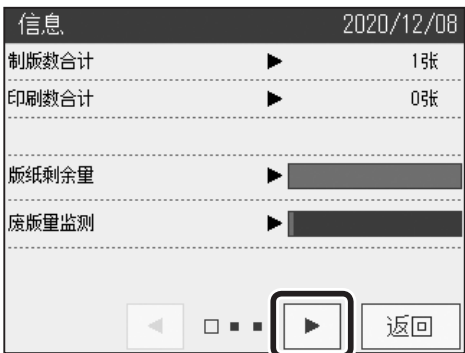 信息 2020/12/08
制版数合计 ▶ 1张
印刷数合计 ▶ 0张
版纸剩余量 ▶
废版量监测 ▶
◀ □ ■ ■ ▶ 返回